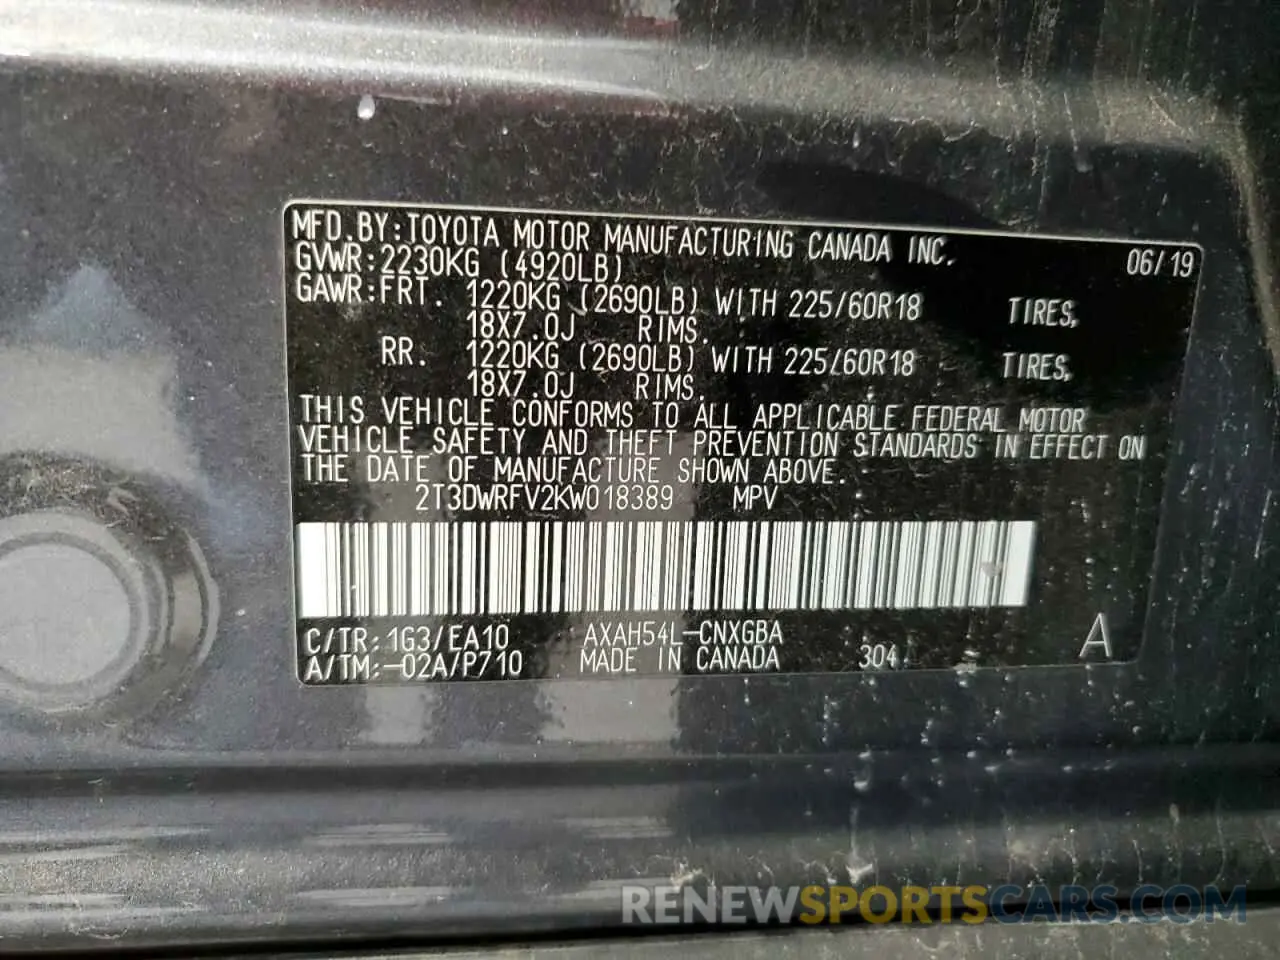 MFD.BY:TOYOTA MOTOR MANUFACTURING CANADA INC. 06/19
GVWR:2230KG (4920LB)
GAWR:FRT. 1220KG (2690LB) WITH 225/60R18 TIRES,
18X7.0J RIMS.
RR. 1220KG (2690LB) WITH 225/60R18 TIRES,
18X7.0J RIMS.
THIS VEHICLE CONFORMS TO ALL APPLICABLE FEDERAL MOTOR
VEHICLE SAFETY AND THEFT PREVENTION STANDARDS IN EFFECT ON
THE DATE OF MANUFACTURE SHOWN ABOVE.
2T3DWRFV2KW018389 MPV
C/TR:1G3/EA10 AXAH54L-CNXGBA A
A/TM:-02A/P710 MADE IN CANADA 304
RENEWSPORTSCARS.COM